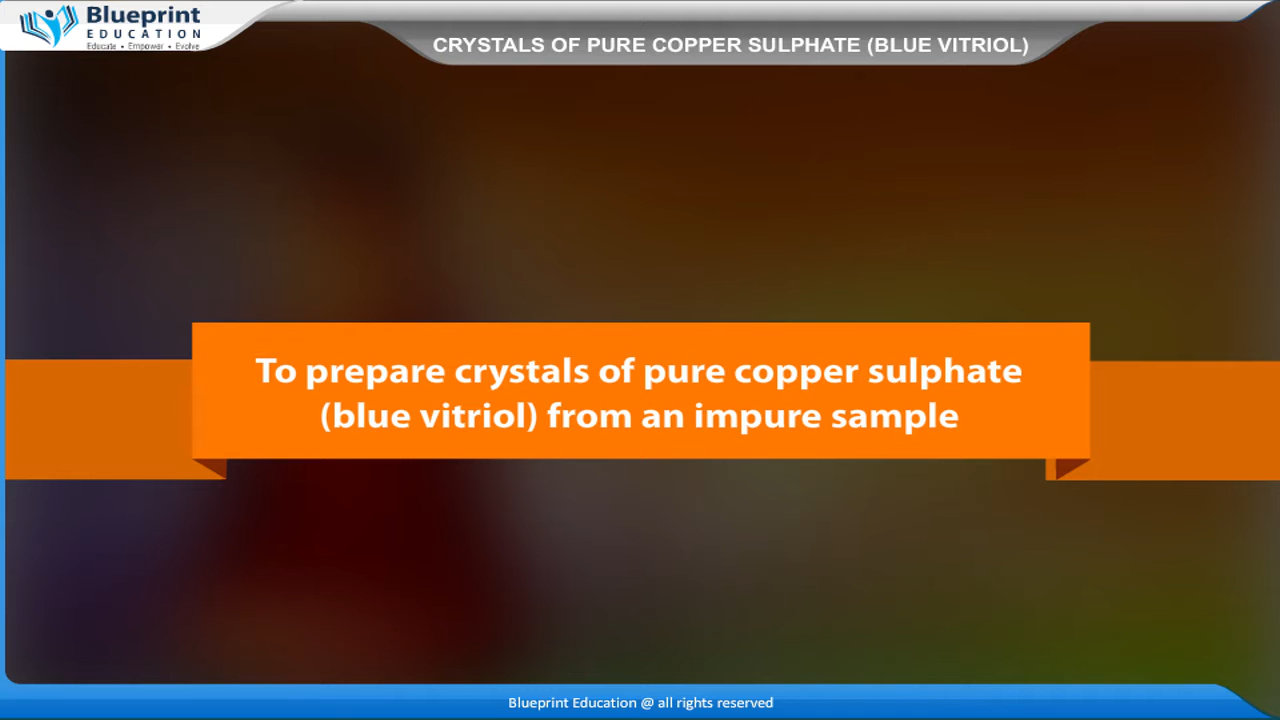 Blueprint
EDUCATION
Educate • Empower • Evolve
CRYSTALS OF PURE COPPER SULPHATE (BLUE VITRIOL)
To prepare crystals of pure copper sulphate
(blue vitriol) from an impure sample
Blueprint Education @ all rights reserved